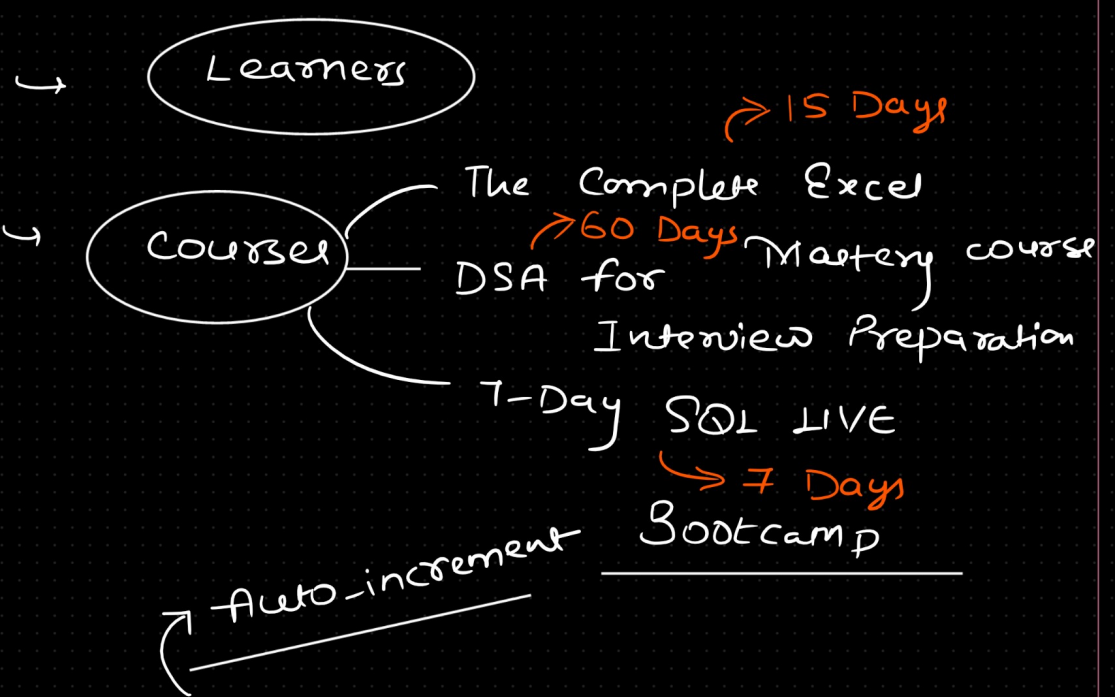 Learners
15 Days
The Complete Excel
Mastery course
Courses
60 Days
DSA for
Interview Preparation
7-Day SQL LIVE
7 Days
Bootcamp
Auto-increment